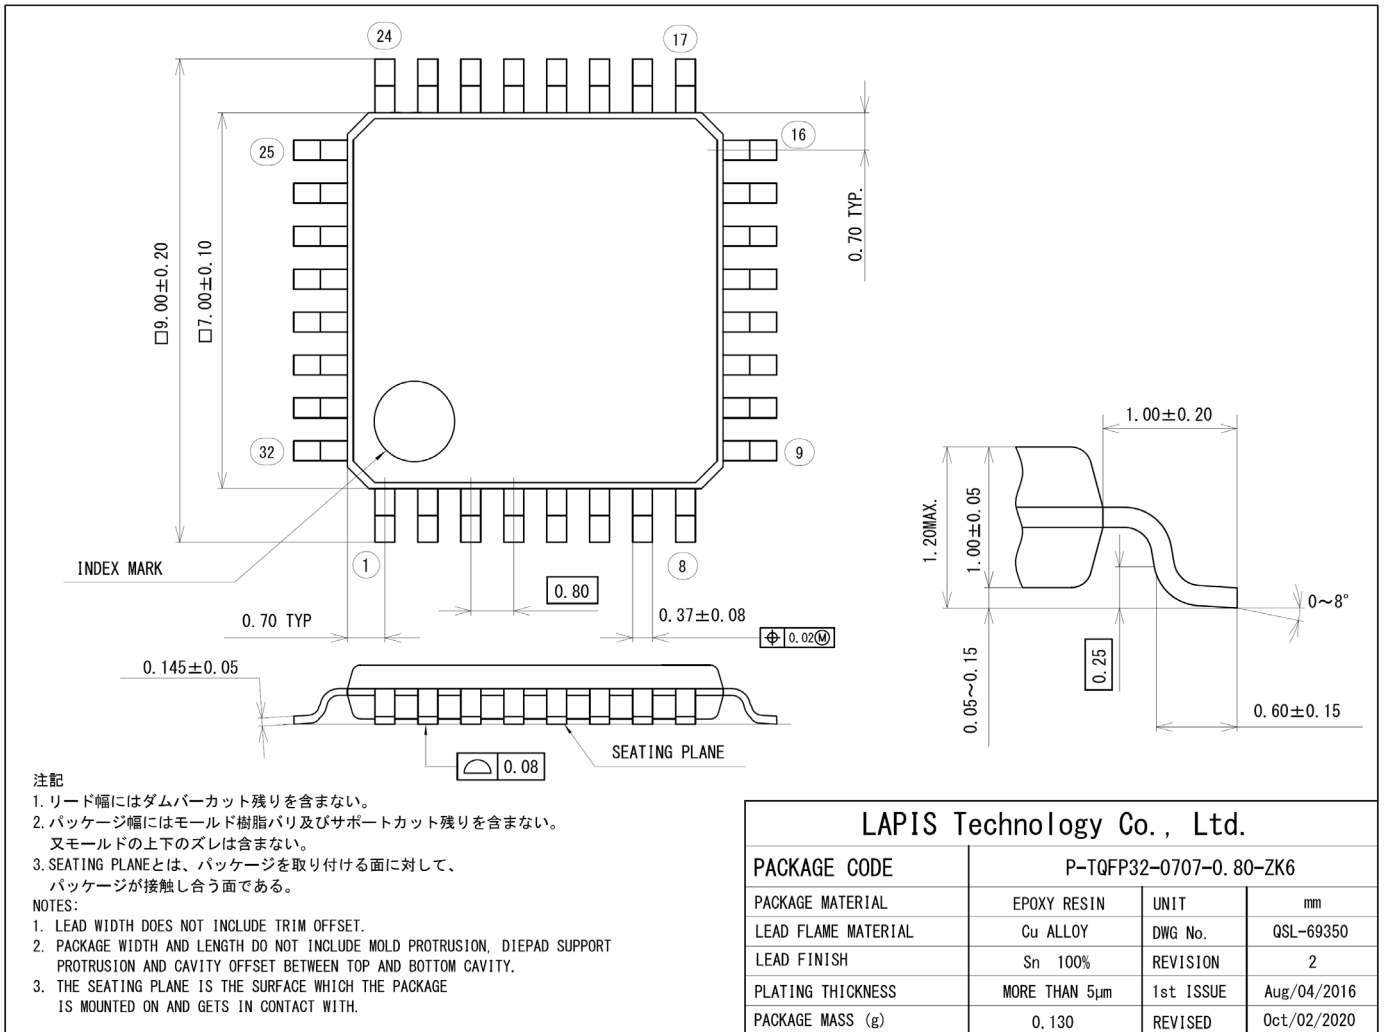 24
17
25
16
0.70 TYP.
□9.00±0.20
□7.00±0.10
32
9
1
8
INDEX MARK
0.80
0.70 TYP
0.37±0.08
⌖ 0.02Ⓜ
0.145±0.05
SEATING PLANE
⌓ 0.08
1.00±0.20
1.20MAX.
1.00±0.05
0~8°
0.25
0.05~0.15
0.60±0.15
注記
1.リード幅にはダムバーカット残りを含まない。
2.パッケージ幅にはモールド樹脂バリ及びサポートカット残りを含まない。
又モールドの上下のズレは含まない。
3.SEATING PLANEとは、パッケージを取り付ける面に対して、
パッケージが接触し合う面である。
NOTES:
1. LEAD WIDTH DOES NOT INCLUDE TRIM OFFSET.
2. PACKAGE WIDTH AND LENGTH DO NOT INCLUDE MOLD PROTRUSION, DIEPAD SUPPORT
PROTRUSION AND CAVITY OFFSET BETWEEN TOP AND BOTTOM CAVITY.
3. THE SEATING PLANE IS THE SURFACE WHICH THE PACKAGE
IS MOUNTED ON AND GETS IN CONTACT WITH.
LAPIS Technology Co., Ltd.
PACKAGE CODE P-TQFP32-0707-0.80-ZK6
PACKAGE MATERIAL EPOXY RESIN UNIT mm
LEAD FLAME MATERIAL Cu ALLOY DWG No. QSL-69350
LEAD FINISH Sn 100% REVISION 2
PLATING THICKNESS MORE THAN 5μm 1st ISSUE Aug/04/2016
PACKAGE MASS (g) 0.130 REVISED Oct/02/2020